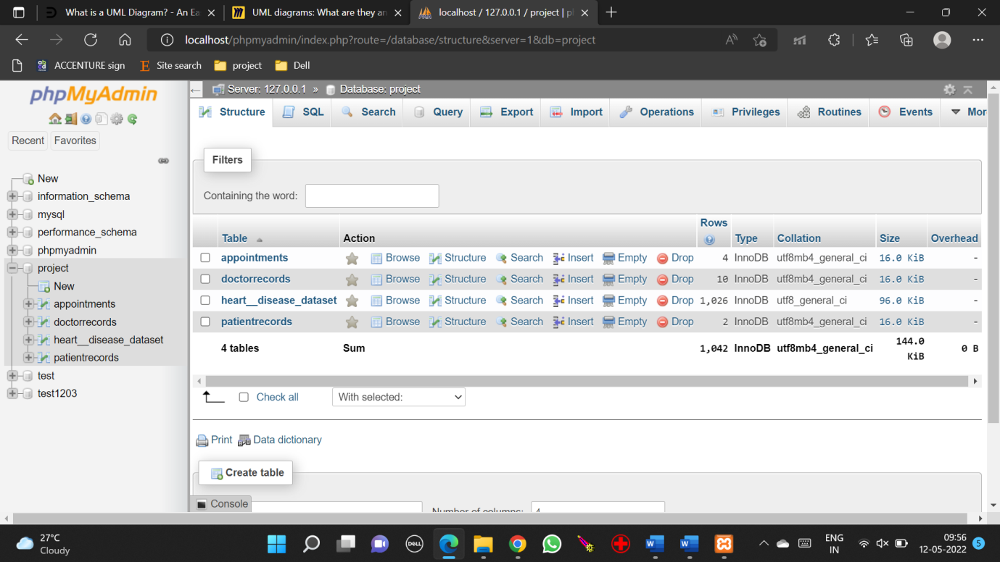 What is a UML Diagram? - An Ea
UML diagrams: What are they an
localhost / 127.0.0.1 / project | p
localhost/phpmyadmin/index.php?route=/database/structure&server=1&db=project
ACCENTURE sign Site search project Dell
phpMyAdmin
Recent Favorites
New
information_schema
mysql
performance_schema
phpmyadmin
project
New
appointments
doctorrecords
heart__disease_dataset
patientrecords
test
test1203
Server: 127.0.0.1 » Database: project
Structure SQL Search Query Export Import Operations Privileges Routines Events Mor
Filters
Containing the word:
Table Action Rows Type Collation Size Overhead
appointments Browse Structure Search Insert Empty Drop 4 InnoDB utf8mb4_general_ci 16.0 KiB -
doctorrecords Browse Structure Search Insert Empty Drop 10 InnoDB utf8mb4_general_ci 16.0 KiB -
heart__disease_dataset Browse Structure Search Insert Empty Drop 1,026 InnoDB utf8_general_ci 96.0 KiB -
patientrecords Browse Structure Search Insert Empty Drop 2 InnoDB utf8mb4_general_ci 16.0 KiB -
4 tables Sum 1,042 InnoDB utf8mb4_general_ci 144.0 KiB 0 B
Check all With selected:
Print Data dictionary
Create table
Console
Number of columns: 4
27°C
Cloudy
DELL
ENG
IN
09:56
12-05-2022
5